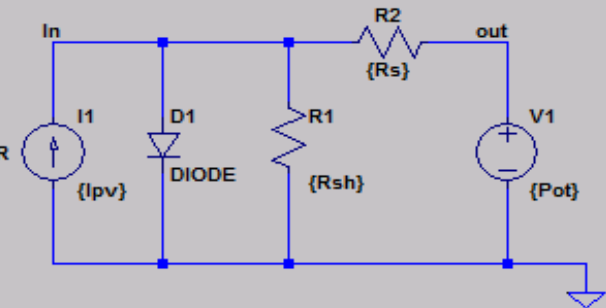 R2
In
out
{Rs}
I1
D1
R1
V1
R
DIODE
{Ipv}
{Rsh}
{Pot}